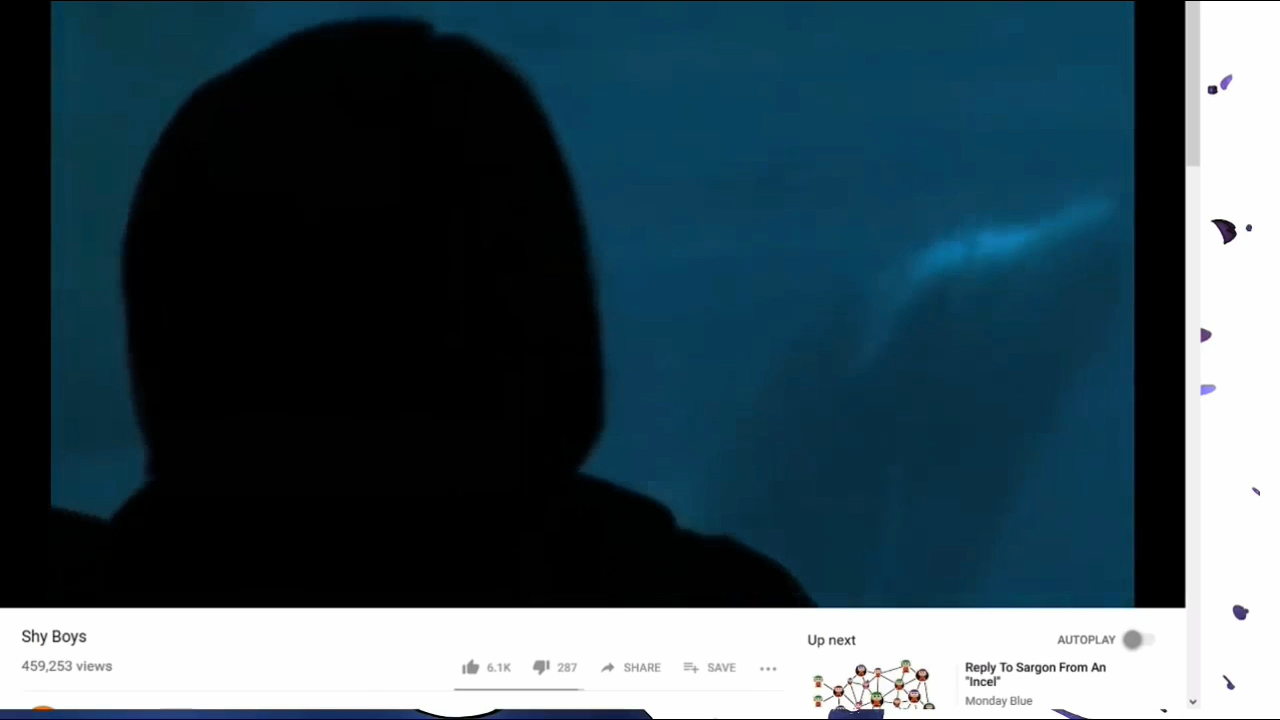 Shy Boys
459,253 views
6.1K 287 SHARE SAVE
Up next AUTOPLAY
Reply To Sargon From An
"Incel"
Monday Blue